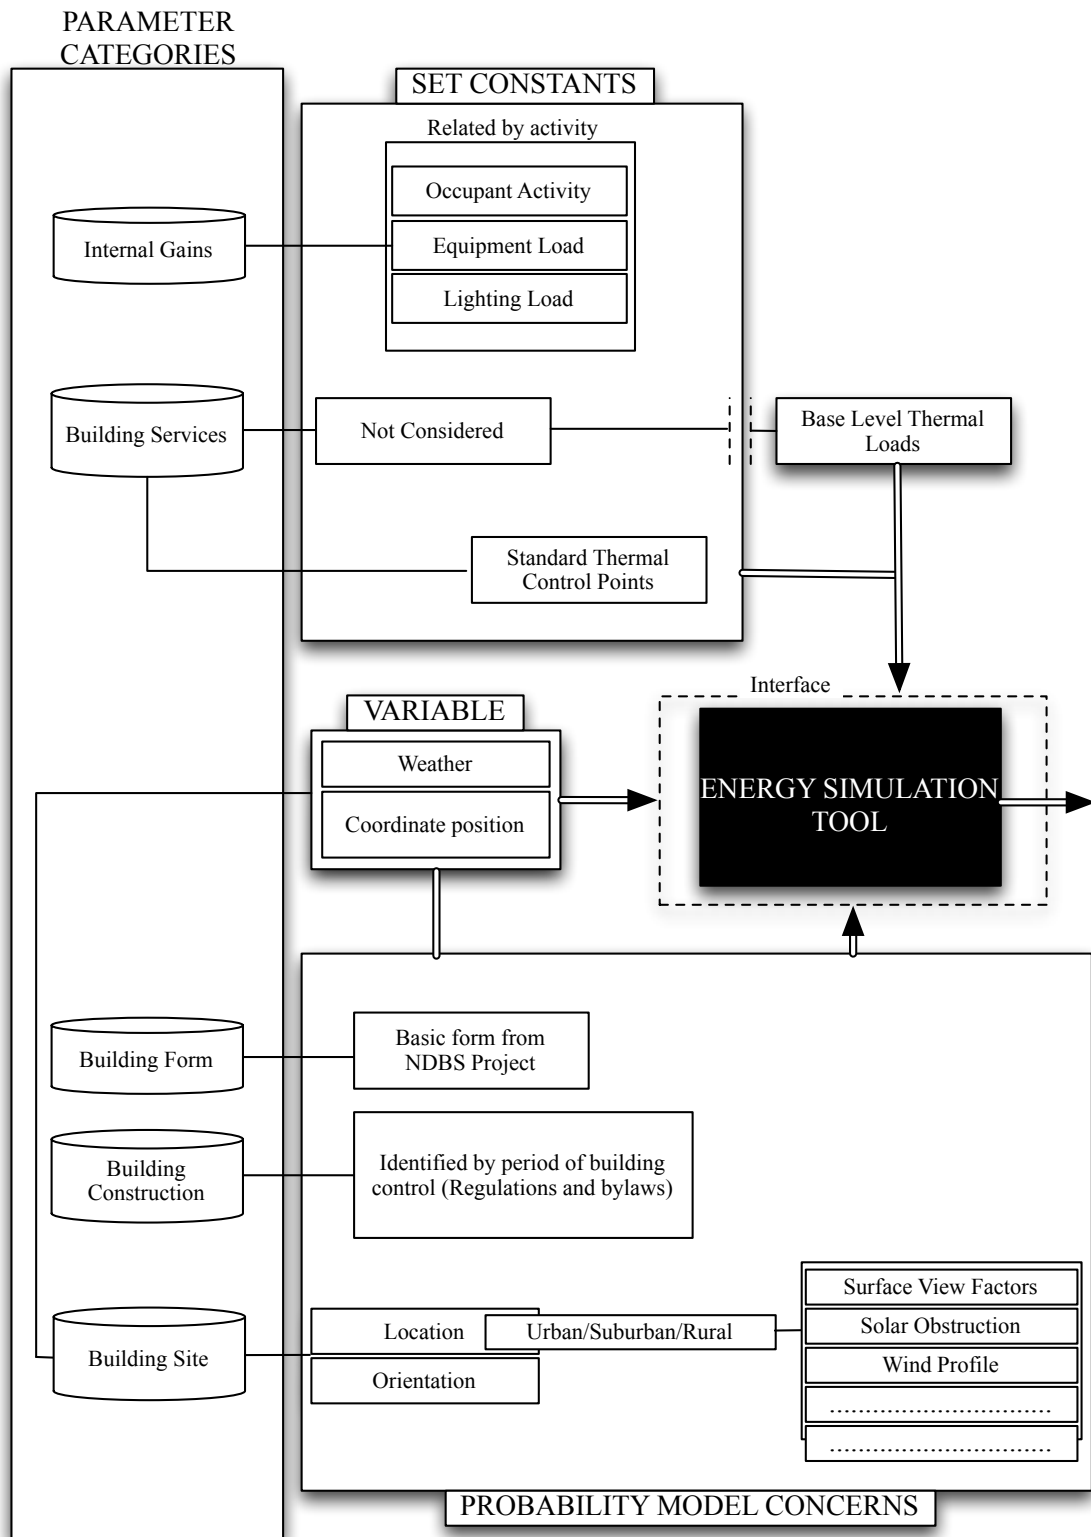 PARAMETER
CATEGORIES
SET CONSTANTS
Related by activity
Occupant Activity
Internal Gains
Equipment Load
Lighting Load
Building Services
Not Considered
Base Level Thermal
Loads
Standard Thermal
Control Points
Interface
VARIABLE
Weather
Coordinate position
ENERGY SIMULATION
TOOL
Building Form
Basic form from
NDBS Project
Building
Construction
Identified by period of building
control (Regulations and bylaws)
Building Site
Location
Urban/Suburban/Rural
Orientation
Surface View Factors
Solar Obstruction
Wind Profile
...............................
...............................
PROBABILITY MODEL CONCERNS